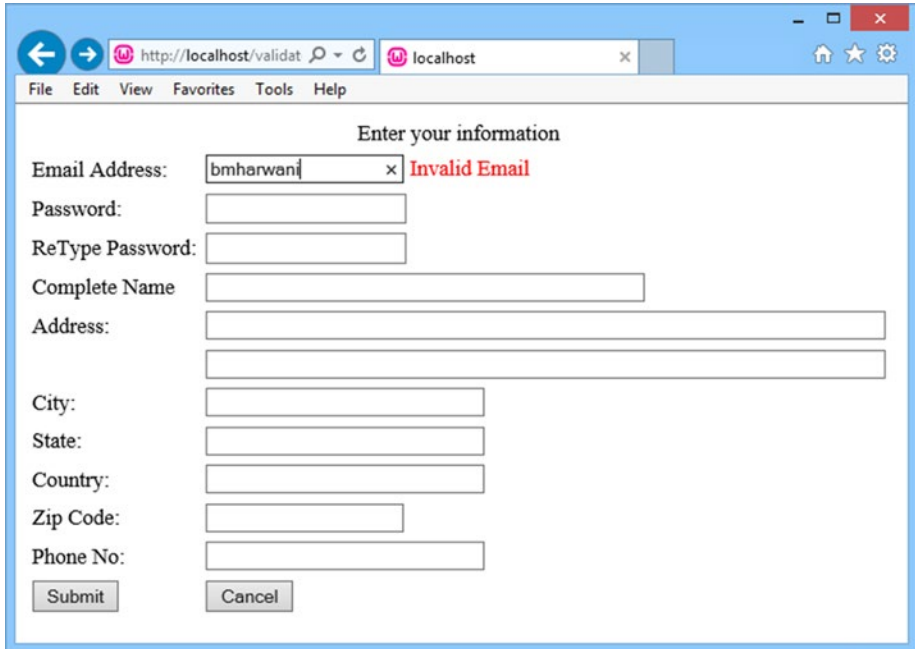 http://localhost/validat
localhost
File Edit View Favorites Tools Help
Enter your information
Email Address: bmharwani Invalid Email
Password:
ReType Password:
Complete Name
Address:
City:
State:
Country:
Zip Code:
Phone No:
Submit Cancel